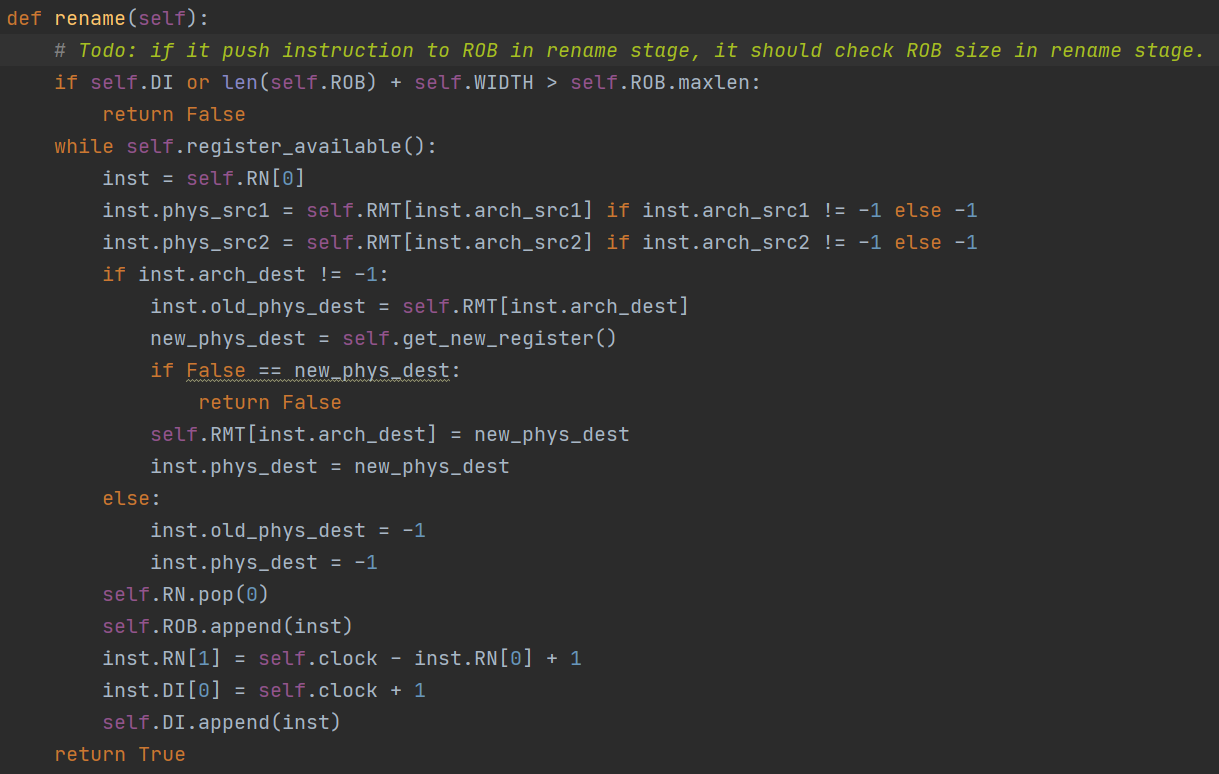 def rename(self):
    # Todo: if it push instruction to ROB in rename stage, it should check ROB size in rename stage.
    if self.DI or len(self.ROB) + self.WIDTH > self.ROB.maxlen:
        return False
    while self.register_available():
        inst = self.RN[0]
        inst.phys_src1 = self.RMT[inst.arch_src1] if inst.arch_src1 != -1 else -1
        inst.phys_src2 = self.RMT[inst.arch_src2] if inst.arch_src2 != -1 else -1
        if inst.arch_dest != -1:
            inst.old_phys_dest = self.RMT[inst.arch_dest]
            new_phys_dest = self.get_new_register()
            if False == new_phys_dest:
                return False
            self.RMT[inst.arch_dest] = new_phys_dest
            inst.phys_dest = new_phys_dest
        else:
            inst.old_phys_dest = -1
            inst.phys_dest = -1
        self.RN.pop(0)
        self.ROB.append(inst)
        inst.RN[1] = self.clock - inst.RN[0] + 1
        inst.DI[0] = self.clock + 1
        self.DI.append(inst)
    return True